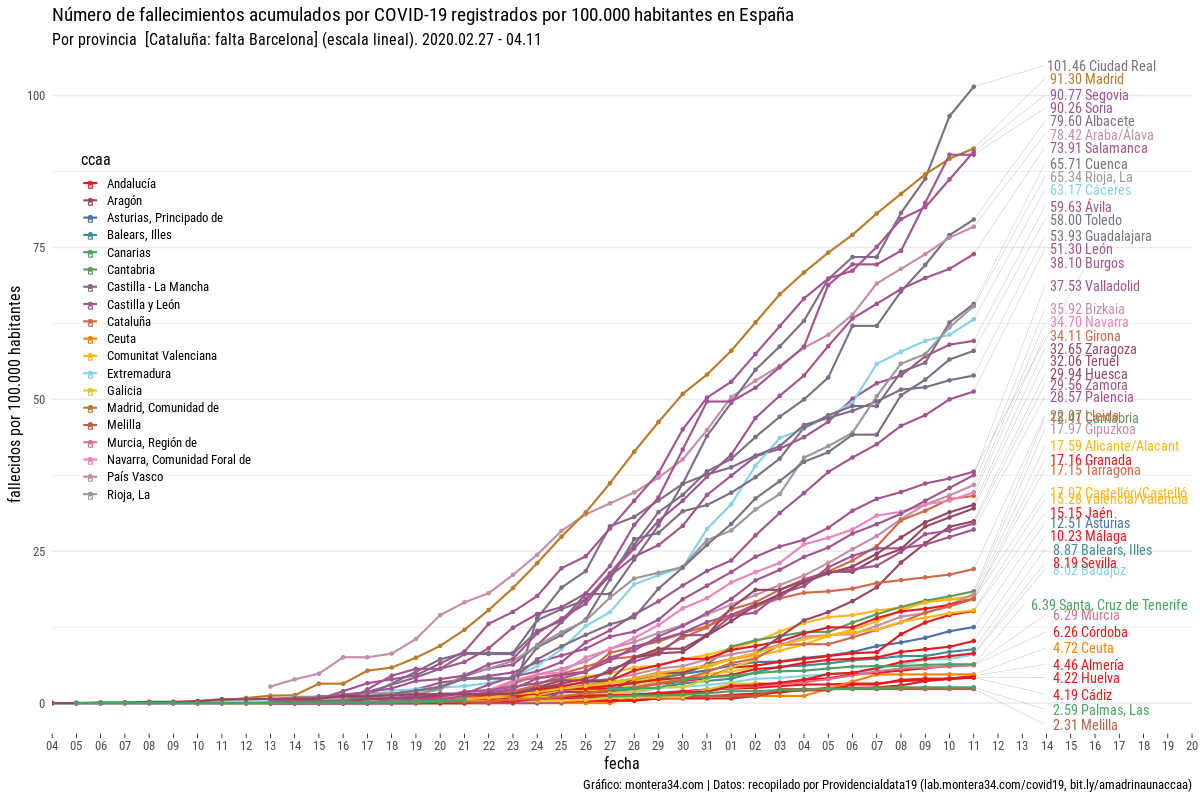 Número de fallecimientos acumulados por COVID-19 registrados por 100.000 habitantes en España
Por provincia [Cataluña: falta Barcelona] (escala lineal). 2020.02.27 - 04.11
fallecidos por 100.000 habitantes
100
75
50
25
0
ccaa
Andalucía
Aragón
Asturias, Principado de
Balears, Illes
Canarias
Cantabria
Castilla - La Mancha
Castilla y León
Cataluña
Ceuta
Comunitat Valenciana
Extremadura
Galicia
Madrid, Comunidad de
Melilla
Murcia, Región de
Navarra, Comunidad Foral de
País Vasco
Rioja, La
101.46 Ciudad Real
91.30 Madrid
90.77 Segovia
90.26 Soria
79.60 Albacete
78.42 Araba/Álava
73.91 Salamanca
65.71 Cuenca
65.34 Rioja, La
63.17 Cáceres
59.63 Ávila
58.00 Toledo
53.93 Guadalajara
51.30 León
38.10 Burgos
37.53 Valladolid
35.92 Bizkaia
34.70 Navarra
34.11 Girona
32.65 Zaragoza
32.06 Teruel
29.94 Huesca
29.56 Zamora
28.57 Palencia
Lleida
Cantabria
17.97 Gipuzkoa
17.59 Alicante/Alacant
17.16 Granada
17.15 Tarragona
17.07 Castellón/Castelló
15.28 Valencia/València
15.15 Jaén
12.51 Asturias
10.23 Málaga
8.87 Balears, Illes
8.19 Sevilla
8.02 Badajoz
6.39 Santa, Cruz de Tenerife
6.29 Murcia
6.26 Córdoba
4.72 Ceuta
4.46 Almería
4.22 Huelva
4.19 Cádiz
2.59 Palmas, Las
2.31 Melilla
04 05 06 07 08 09 10 11 12 13 14 15 16 17 18 19 20 21 22 23 24 25 26 27 28 29 30 31 01 02 03 04 05 06 07 08 09 10 11 12 13 14 15 16 17 18 19 20
fecha
Gráfico: montera34.com | Datos: recopilado por Providencialdata19 (lab.montera34.com/covid19, bit.ly/amadrinaunaccaa)